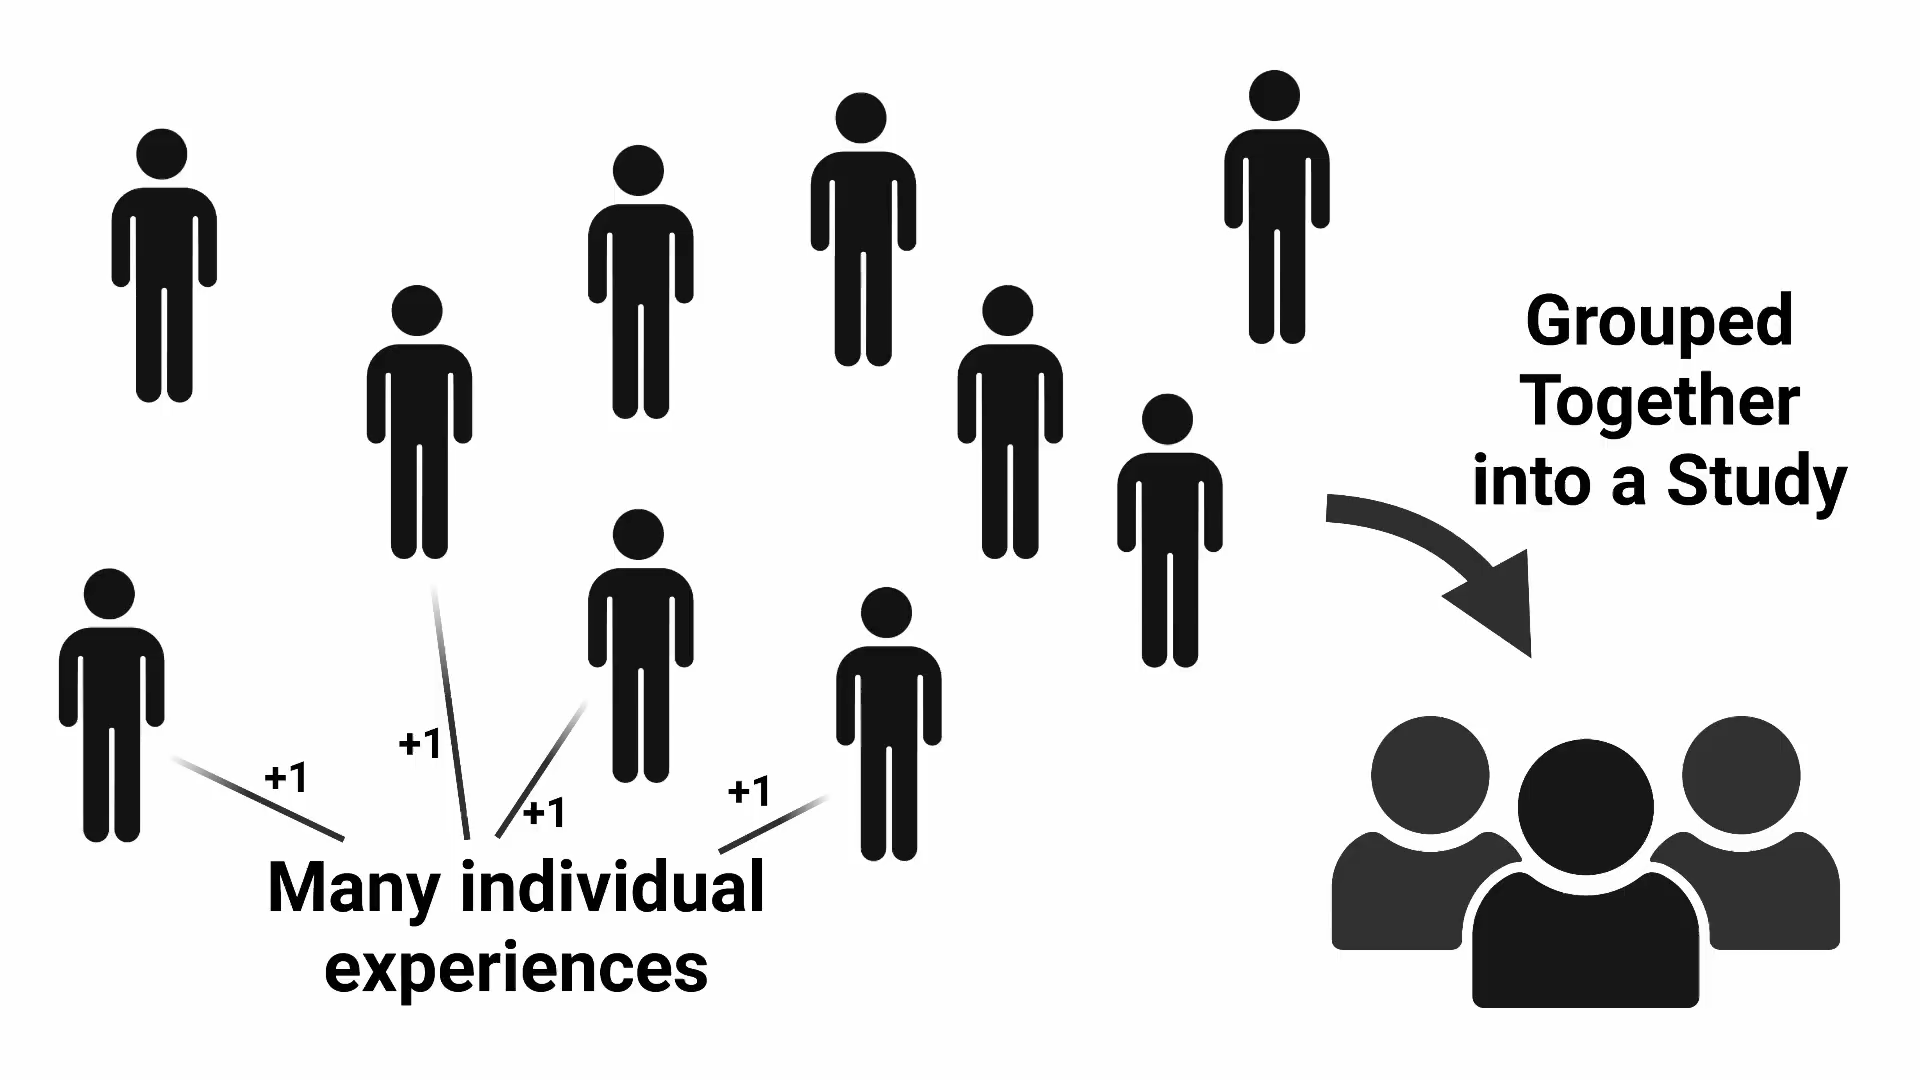 Grouped
Together
into a Study
+1
+1
+1
+1
Many individual
experiences